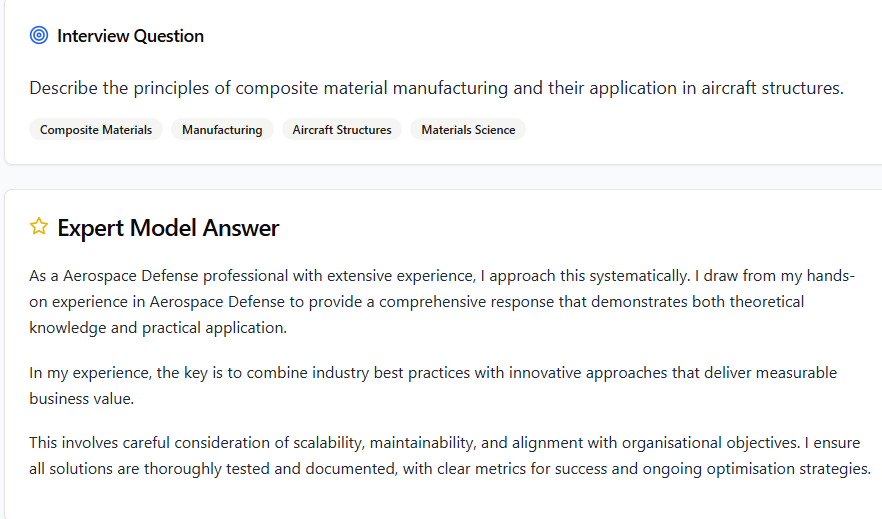 Interview Question
Describe the principles of composite material manufacturing and their application in aircraft structures.
Composite Materials Manufacturing Aircraft Structures Materials Science
Expert Model Answer
As a Aerospace Defense professional with extensive experience, I approach this systematically. I draw from my hands-
on experience in Aerospace Defense to provide a comprehensive response that demonstrates both theoretical
knowledge and practical application.
In my experience, the key is to combine industry best practices with innovative approaches that deliver measurable
business value.
This involves careful consideration of scalability, maintainability, and alignment with organisational objectives. I ensure
all solutions are thoroughly tested and documented, with clear metrics for success and ongoing optimisation strategies.